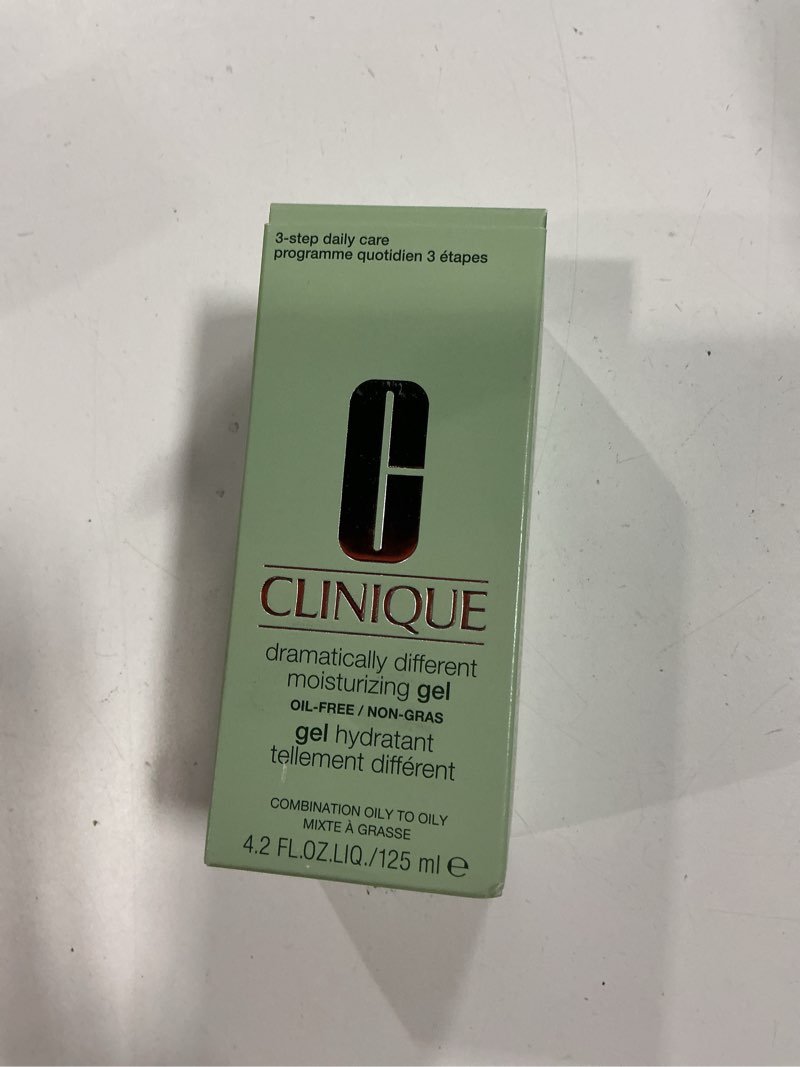 3-step daily care
programme quotidien 3 étapes
C
CLINIQUE
dramatically different
moisturizing gel
OIL-FREE / NON-GRAS
gel hydratant
tellement différent
COMBINATION OILY TO OILY
MIXTE À GRASSE
4.2 FL.OZ.LIQ./125 ml ℮